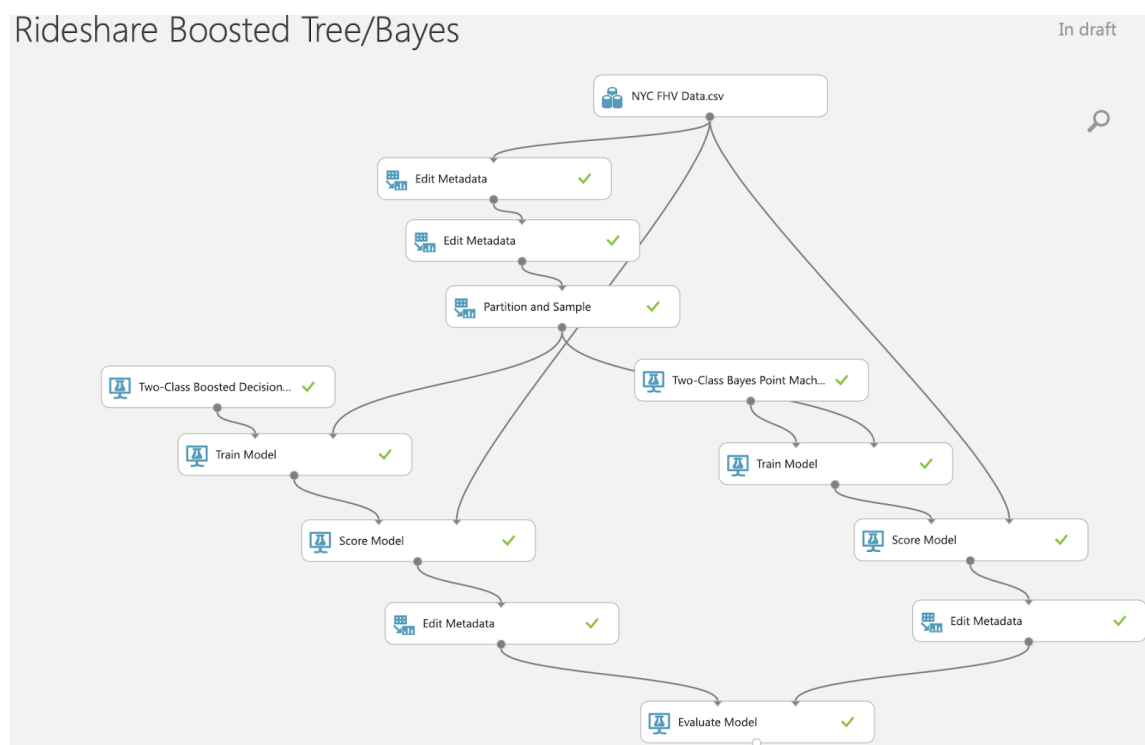 Rideshare Boosted Tree/Bayes
In draft
NYC FHV Data.csv
Edit Metadata
Edit Metadata
Partition and Sample
Two-Class Boosted Decision...
Two-Class Bayes Point Mach...
Train Model
Train Model
Score Model
Score Model
Edit Metadata
Edit Metadata
Evaluate Model